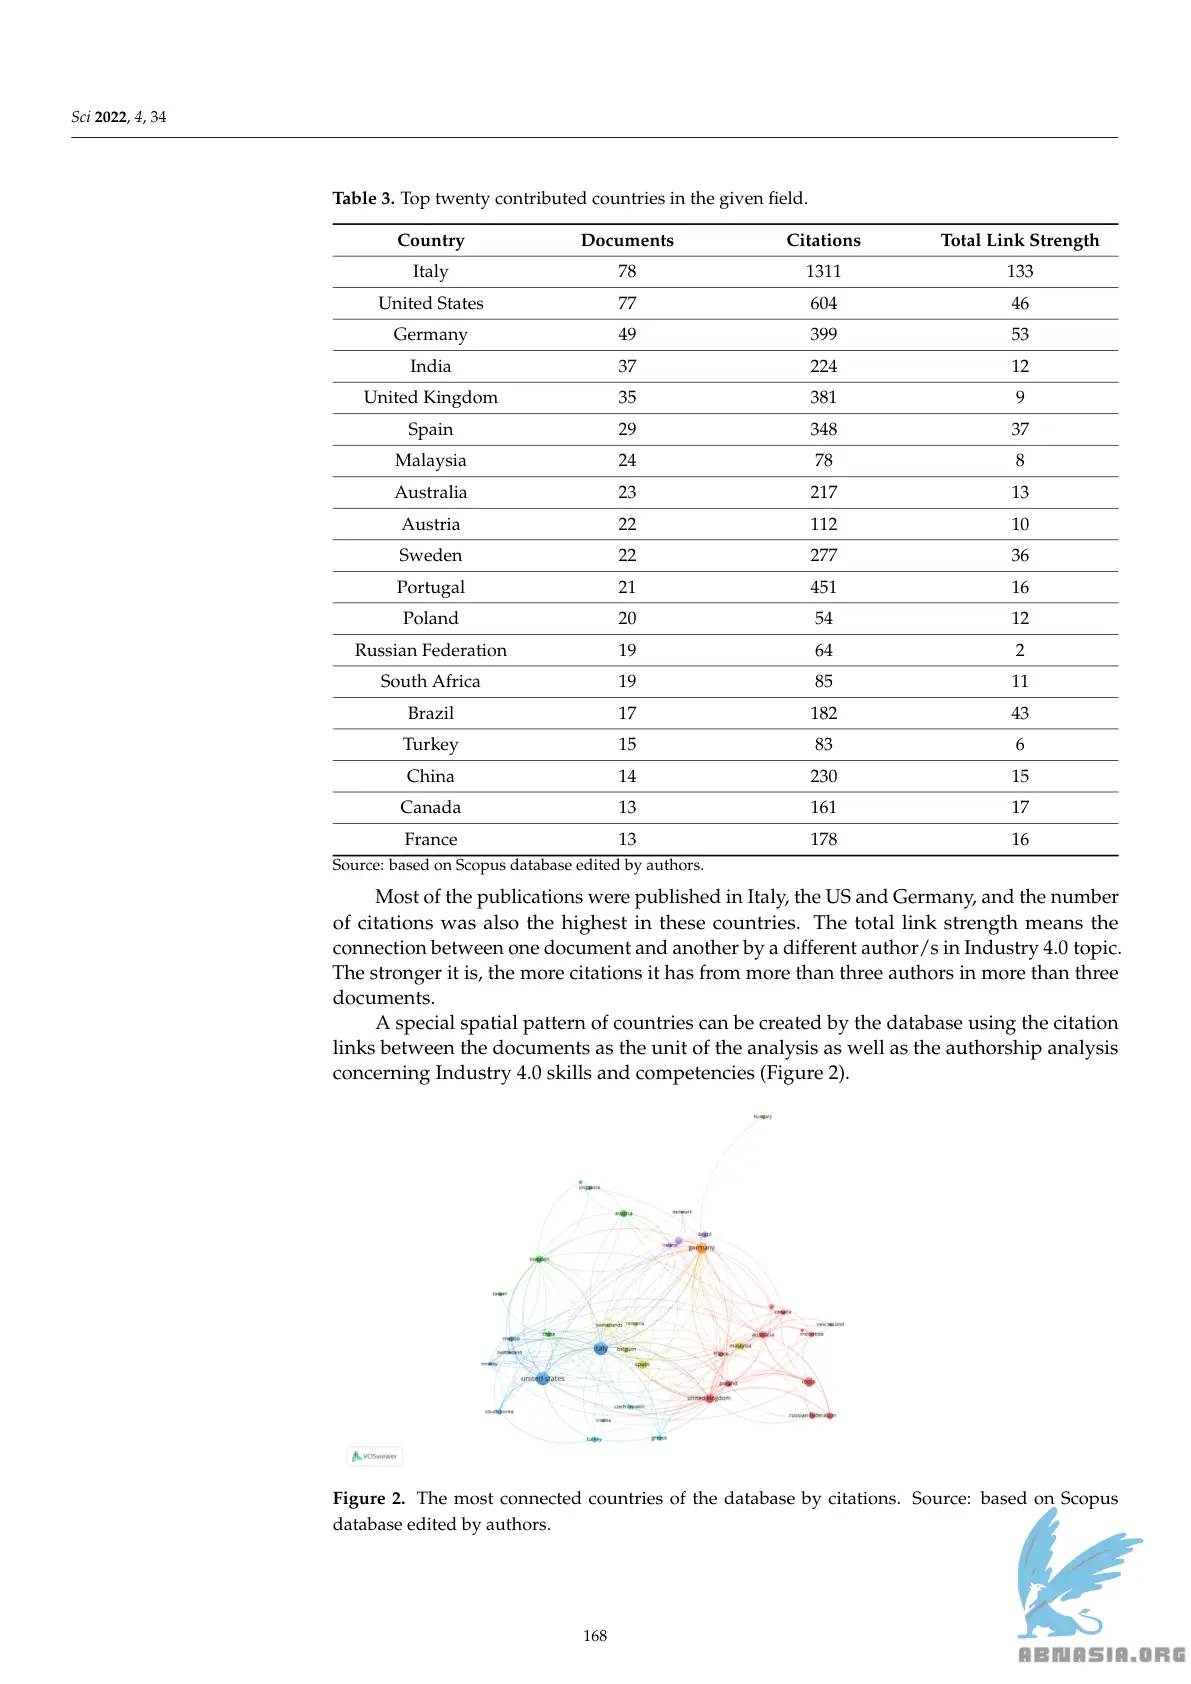 Sci 2022, 4, 34
Table 3. Top twenty contributed countries in the given field.
Country Documents Citations Total Link Strength
Italy 78 1311 133
United States 77 604 46
Germany 49 399 53
India 37 224 12
United Kingdom 35 381 9
Spain 29 348 37
Malaysia 24 78 8
Australia 23 217 13
Austria 22 112 10
Sweden 22 277 36
Portugal 21 451 16
Poland 20 54 12
Russian Federation 19 64 2
South Africa 19 85 11
Brazil 17 182 43
Turkey 15 83 6
China 14 230 15
Canada 13 161 17
France 13 178 16
Source: based on Scopus database edited by authors.
Most of the publications were published in Italy, the US and Germany, and the number
of citations was also the highest in these countries. The total link strength means the
connection between one document and another by a different author/s in Industry 4.0 topic.
The stronger it is, the more citations it has from more than three authors in more than three
documents.
A special spatial pattern of countries can be created by the database using the citation
links between the documents as the unit of the analysis as well as the authorship analysis
concerning Industry 4.0 skills and competencies (Figure 2).
hungary
singapore
austria
denmark
brazil
germany
sweden
taiwan
canada
netherlands
romania
new zealand
indonesia
mexico
china
australia
italy
belgium
malaysia
switzerland
france
norway
spain
united states
poland
india
united kingdom
south korea
czech republic
russian federation
croatia
turkey
greece
VOSviewer
Figure 2. The most connected countries of the database by citations. Source: based on Scopus
database edited by authors.
168
ABNASIA.ORG